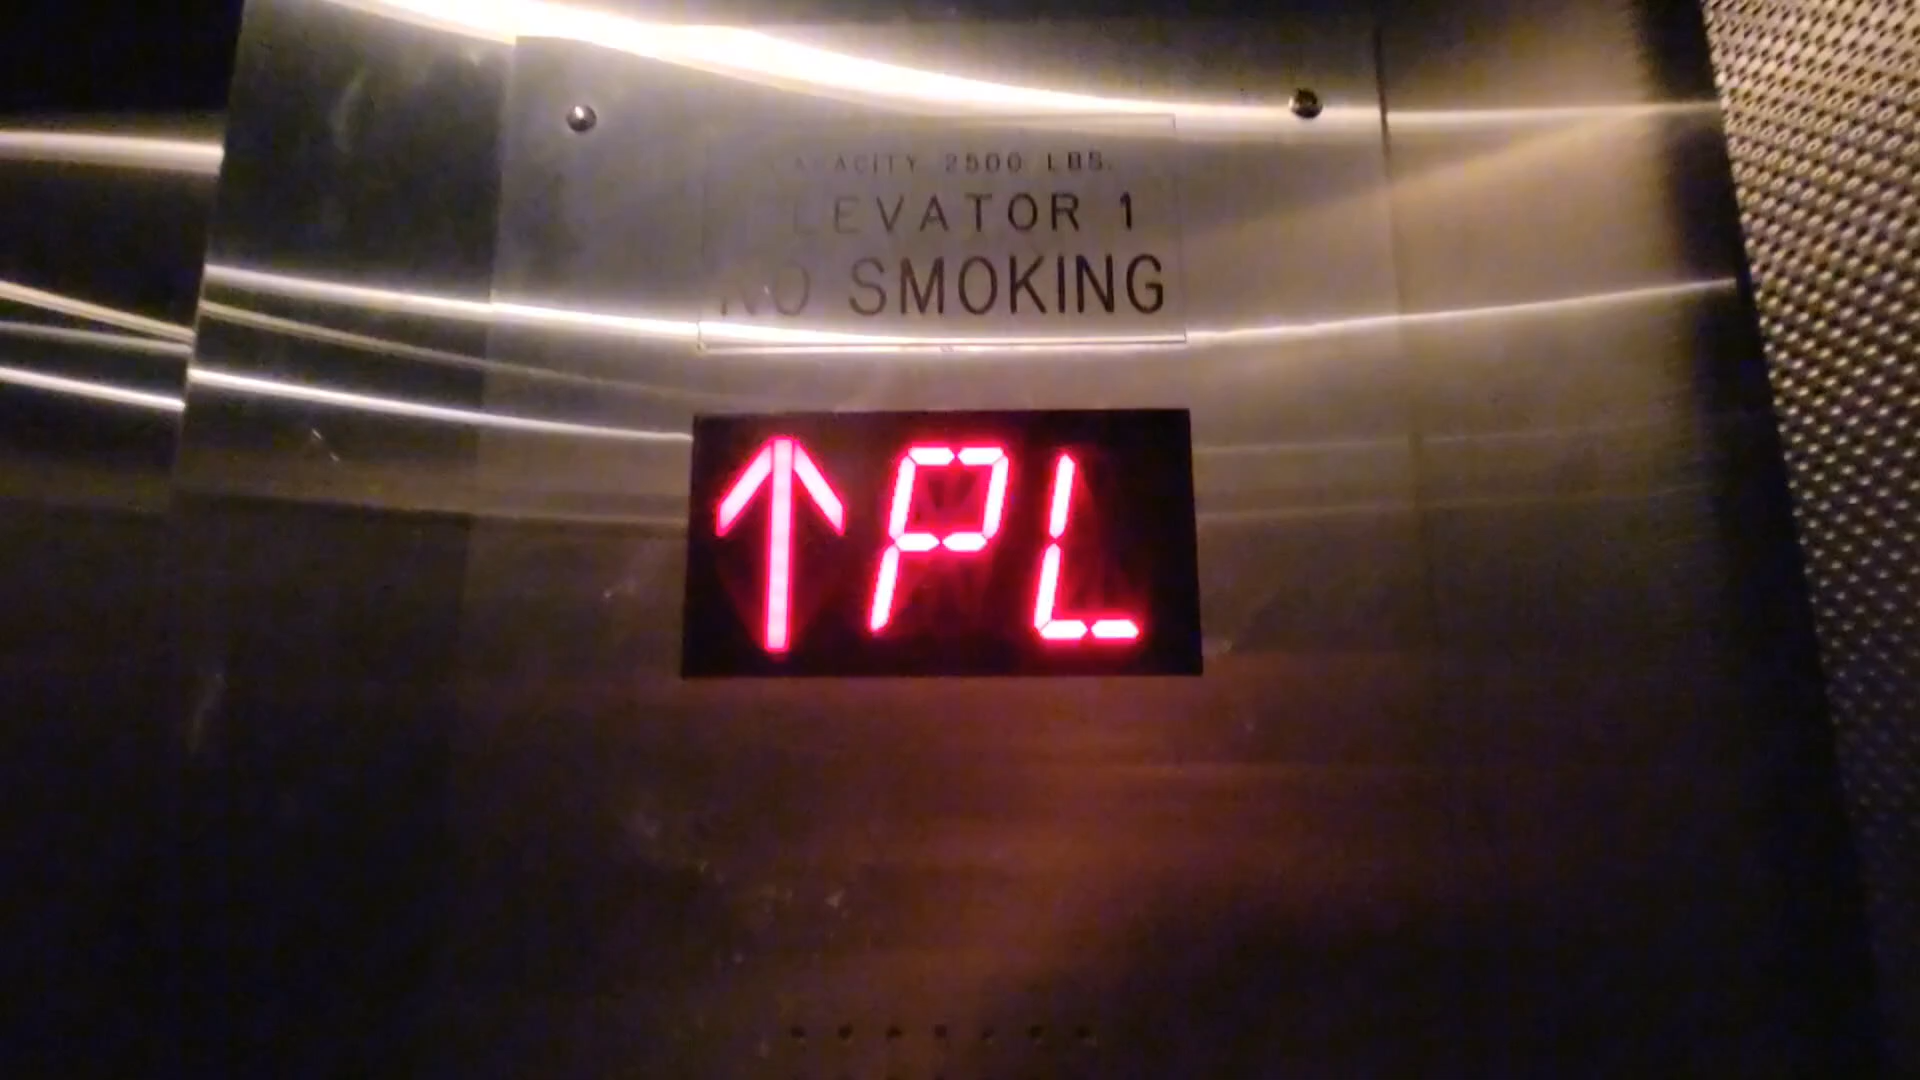 CAPACITY 2500 LBS.
ELEVATOR 1
NO SMOKING
↑PL